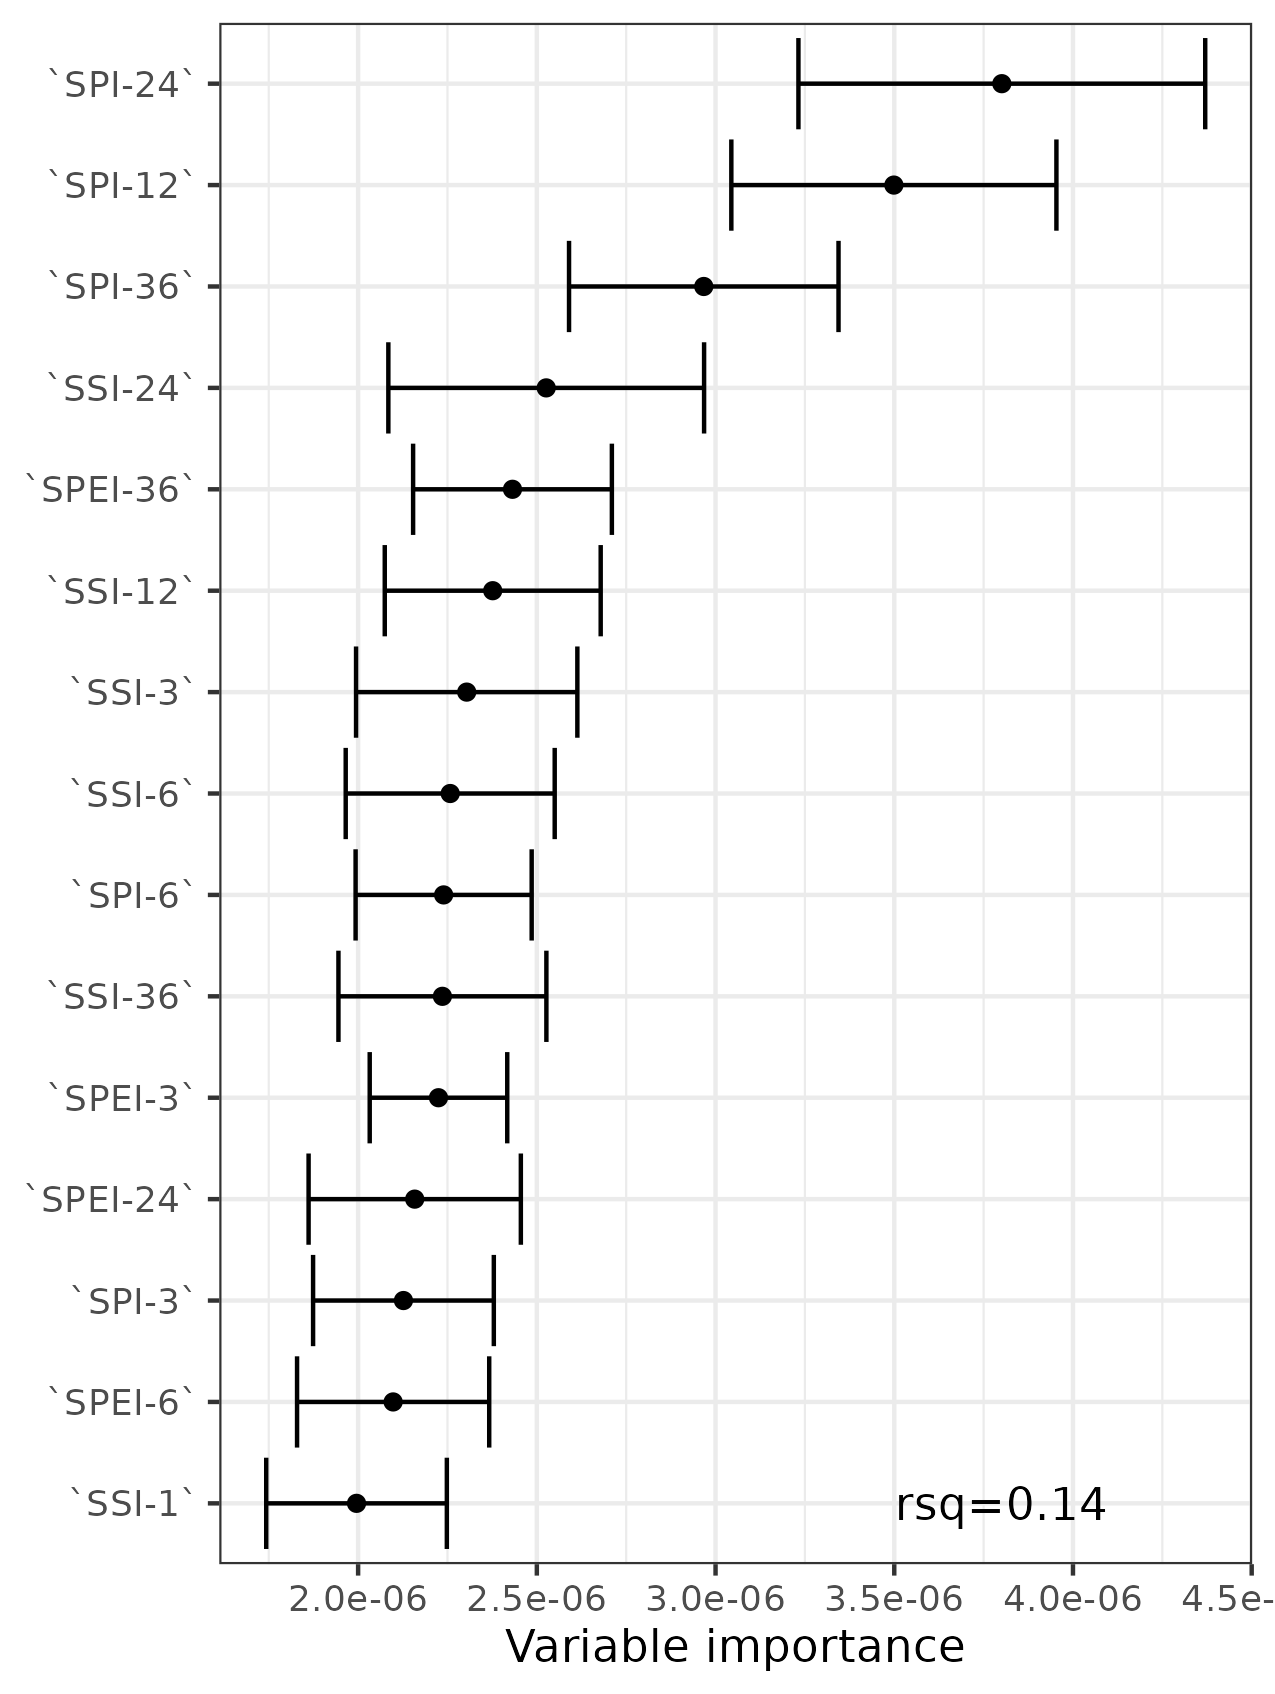 `SPI-24`
`SPI-12`
`SPI-36`
`SSI-24`
`SPEI-36`
`SSI-12`
`SSI-3`
`SSI-6`
`SPI-6`
`SSI-36`
`SPEI-3`
`SPEI-24`
`SPI-3`
`SPEI-6`
`SSI-1`
rsq=0.14
2.0e-06 2.5e-06 3.0e-06 3.5e-06 4.0e-06 4.5e-
Variable importance